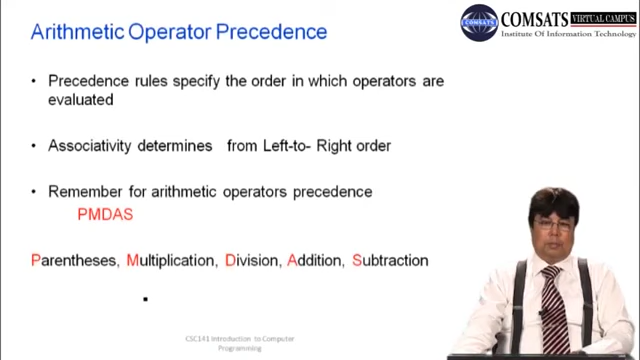 Arithmetic Operator Precedence
COMSATS VIRTUAL CAMPUS
Institute Of Information Technology
• Precedence rules specify the order in which operators are
evaluated
• Associativity determines from Left-to- Right order
• Remember for arithmetic operators precedence
PMDAS
Parentheses, Multiplication, Division, Addition, Subtraction
CSC141 Introduction to Computer
Programming